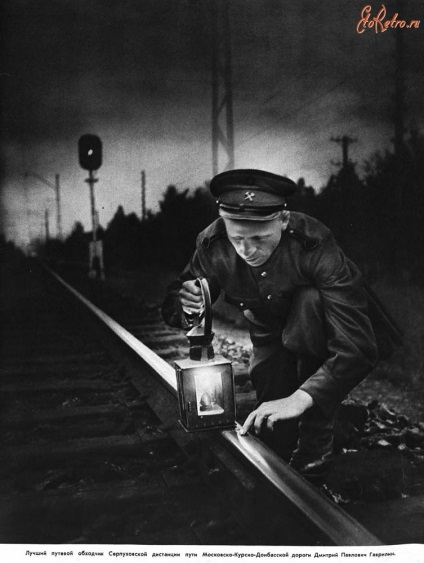 EtoRetro.ru
Лучший путевой обходчик Серпуховской дистанции пути Московско-Курско-Донбасской дороги Дмитрий Павлович Гаврилин.